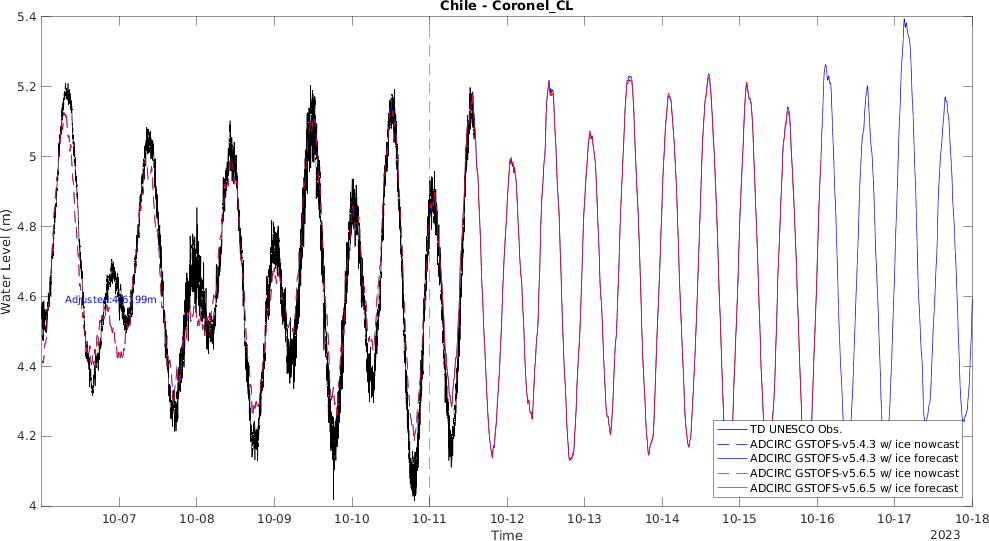 Chile - Coronel_CL
5.4
5.2
5
4.8
4.6
4.4
4.2
4
Water Level (m)
Adjusted:4.6199m
TD UNESCO Obs.
ADCIRC GSTOFS-v5.4.3 w/ ice nowcast
ADCIRC GSTOFS-v5.4.3 w/ ice forecast
ADCIRC GSTOFS-v5.6.5 w/ ice nowcast
ADCIRC GSTOFS-v5.6.5 w/ ice forecast
10-07 10-08 10-09 10-10 10-11 10-12 10-13 10-14 10-15 10-16 10-17 10-18
Time
2023